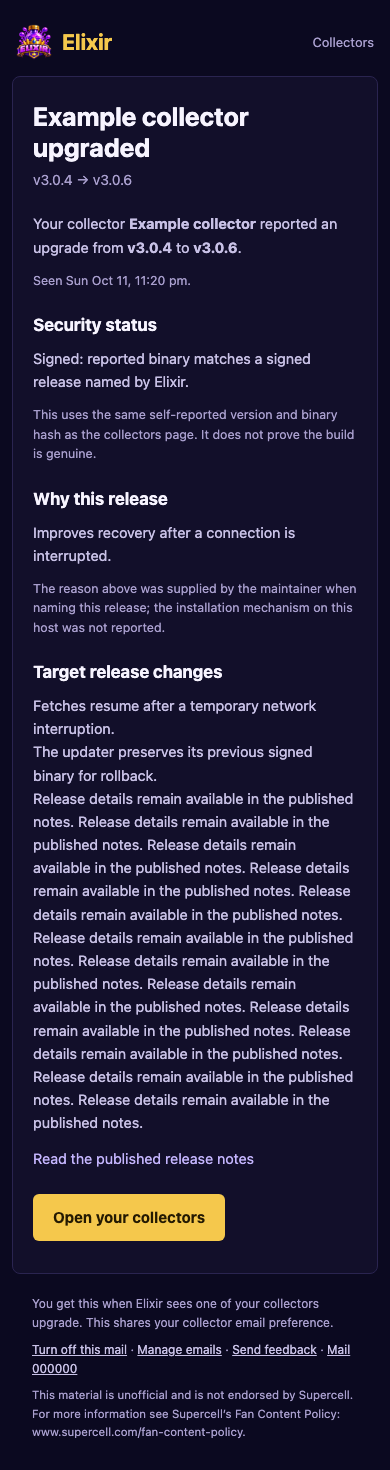 ELIXIR
Elixir
Collectors
Example collector
upgraded
v3.0.4 → v3.0.6
Your collector Example collector reported an
upgrade from v3.0.4 to v3.0.6.
Seen Sun Oct 11, 11:20 pm.
Security status
Signed: reported binary matches a signed
release named by Elixir.
This uses the same self-reported version and binary
hash as the collectors page. It does not prove the build
is genuine.
Why this release
Improves recovery after a connection is
interrupted.
The reason above was supplied by the maintainer when
naming this release; the installation mechanism on this
host was not reported.
Target release changes
Fetches resume after a temporary network
interruption.
The updater preserves its previous signed
binary for rollback.
Release details remain available in the published
notes. Release details remain available in the
published notes. Release details remain
available in the published notes. Release details
remain available in the published notes. Release
details remain available in the published notes.
Release details remain available in the published
notes. Release details remain available in the
published notes. Release details remain
available in the published notes. Release details
remain available in the published notes. Release
details remain available in the published notes.
Release details remain available in the published
notes. Release details remain available in the
published notes.
Read the published release notes
Open your collectors
You get this when Elixir sees one of your collectors
upgrade. This shares your collector email preference.
Turn off this mail · Manage emails · Send feedback · Mail
000000
This material is unofficial and is not endorsed by Supercell.
For more information see Supercell's Fan Content Policy:
www.supercell.com/fan-content-policy.